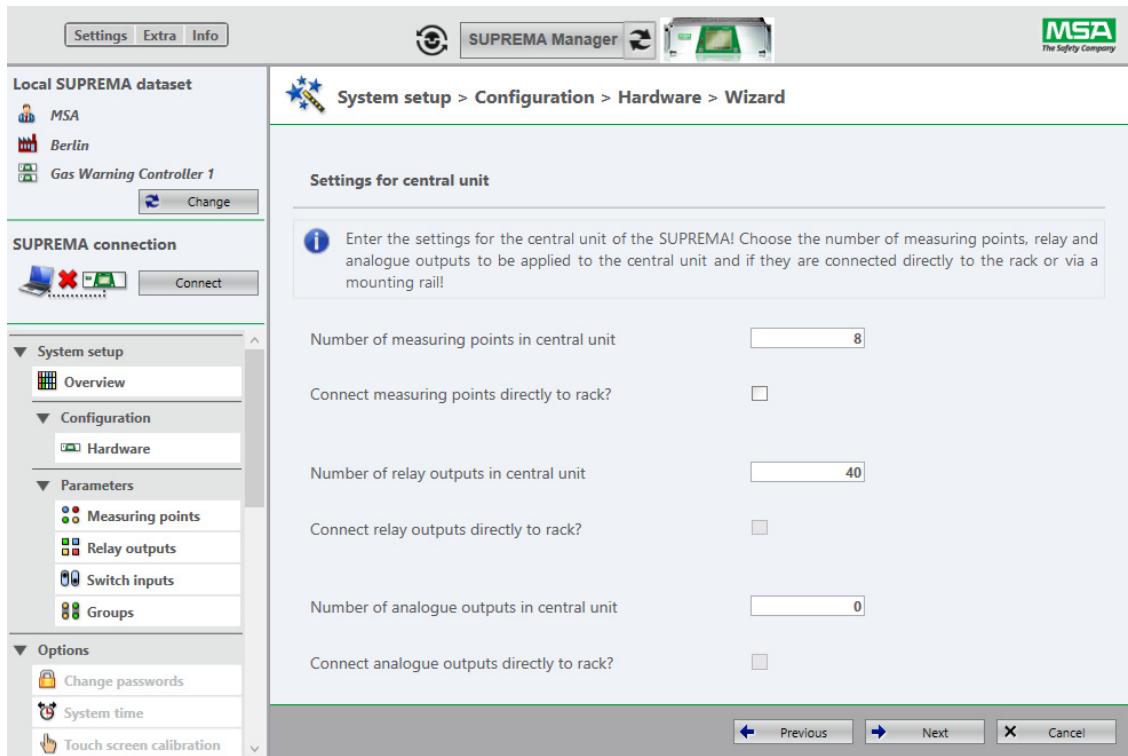 Settings Extra Info
SUPREMA Manager
MSA
The Safety Company
Local SUPREMA dataset
MSA
Berlin
Gas Warning Controller 1
Change
SUPREMA connection
Connect
System setup
Overview
Configuration
Hardware
Parameters
Measuring points
Relay outputs
Switch inputs
Groups
Options
Change passwords
System time
Touch screen calibration
System setup > Configuration > Hardware > Wizard
Settings for central unit
Enter the settings for the central unit of the SUPREMA! Choose the number of measuring points, relay and
analogue outputs to be applied to the central unit and if they are connected directly to the rack or via a
mounting rail!
Number of measuring points in central unit 8
Connect measuring points directly to rack?
Number of relay outputs in central unit 40
Connect relay outputs directly to rack?
Number of analogue outputs in central unit 0
Connect analogue outputs directly to rack?
Previous Next Cancel